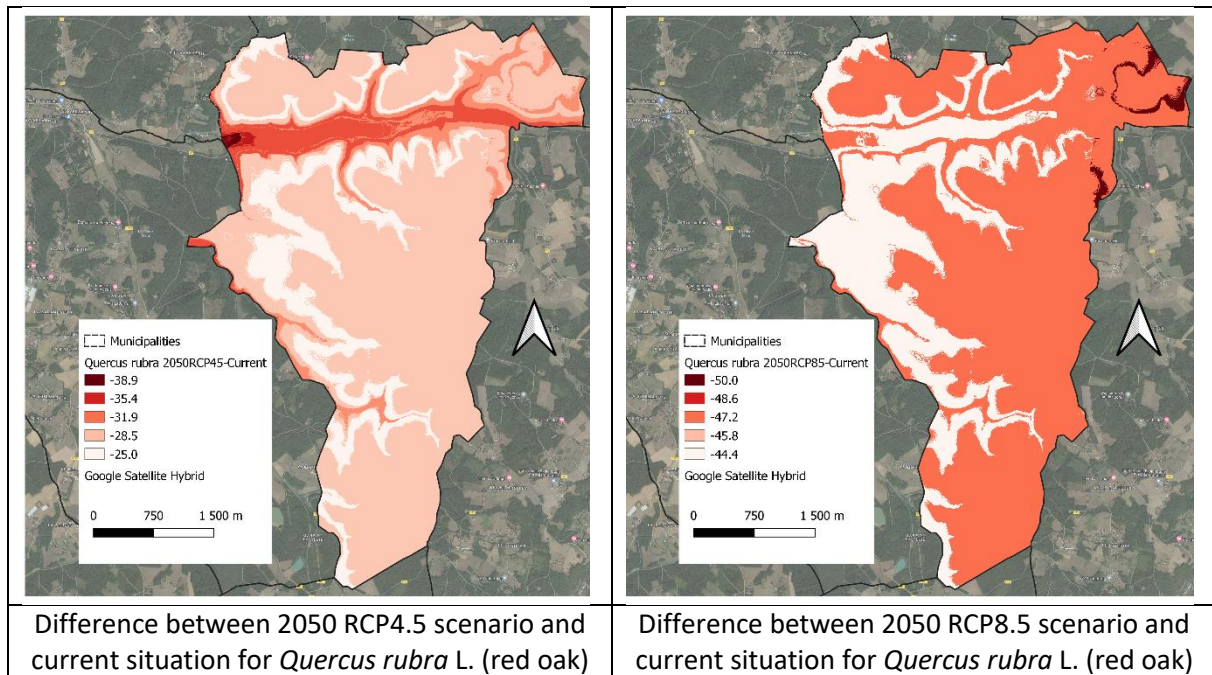 Municipalities
Quercus rubra 2050RCP45-Current
-38.9
-35.4
-31.9
-28.5
-25.0
Google Satellite Hybrid
0 750 1 500 m
Difference between 2050 RCP4.5 scenario and
current situation for Quercus rubra L. (red oak)
Municipalities
Quercus rubra 2050RCP85-Current
-50.0
-48.6
-47.2
-45.8
-44.4
Google Satellite Hybrid
0 750 1 500 m
Difference between 2050 RCP8.5 scenario and
current situation for Quercus rubra L. (red oak)